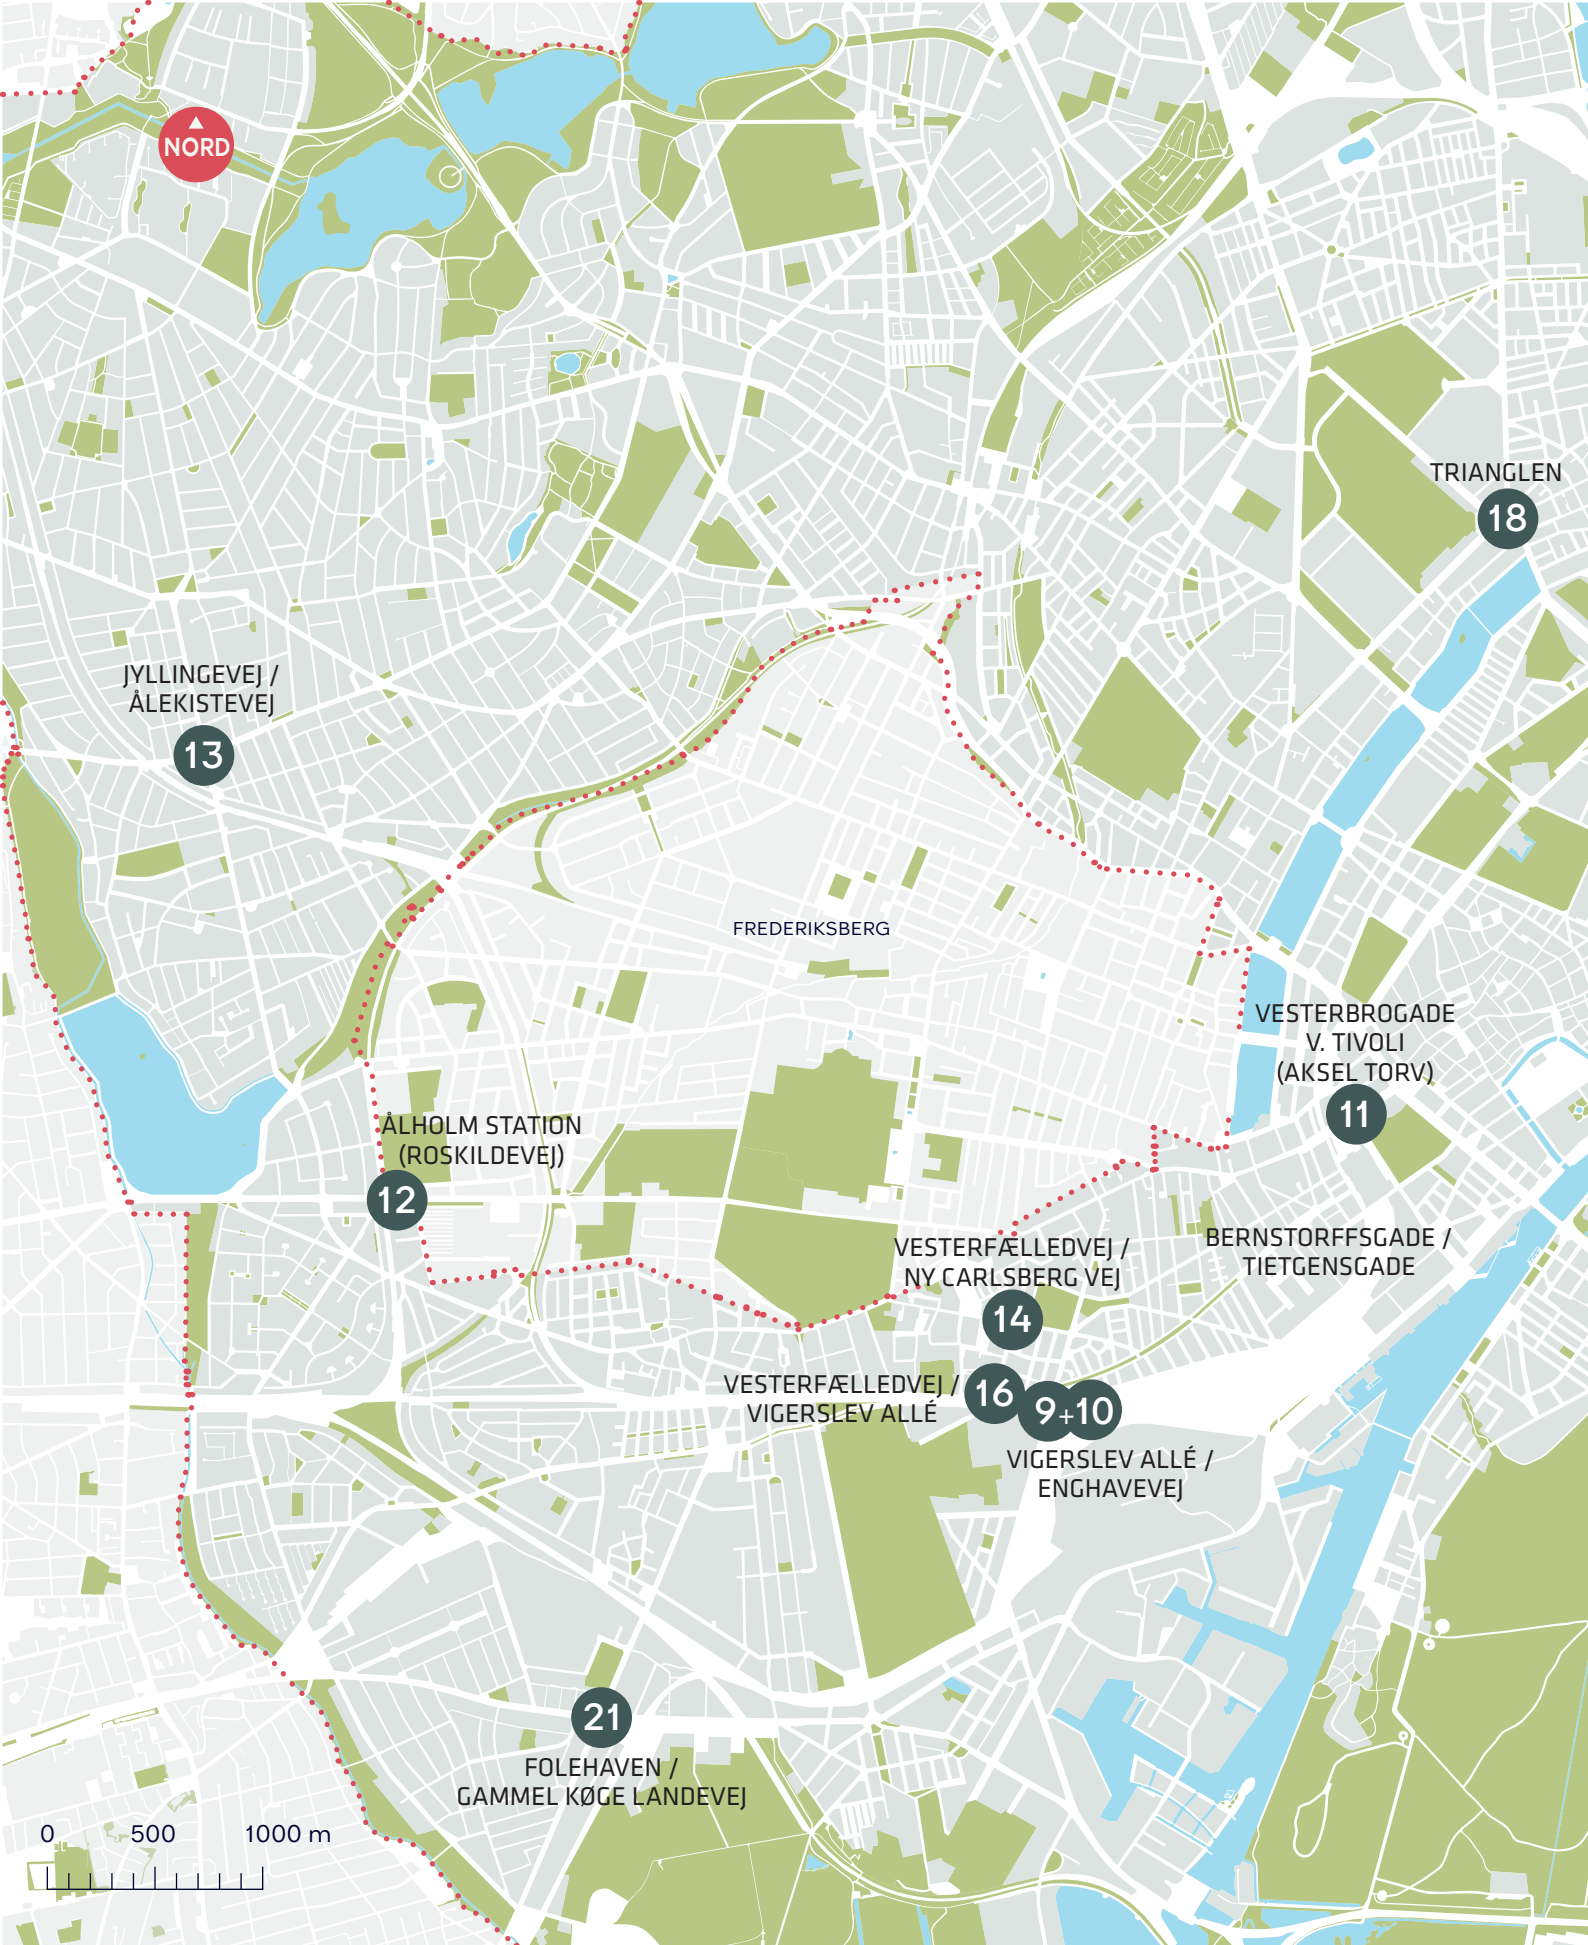 NORD
TRIANGLEN
18
JYLLINGEVEJ /
ÅLEKISTEVEJ
13
FREDERIKSBERG
VESTERBROGADE
V. TIVOLI
(AKSEL TORV)
11
ÅLHOLM STATION
(ROSKILDEVEJ)
12
BERNSTORFFSGADE /
TIETGENSGADE
VESTERFÆLLEDVEJ /
NY CARLSBERG VEJ
14
VESTERFÆLLEDVEJ /
VIGERSLEV ALLÉ
16
9+10
VIGERSLEV ALLÉ /
ENGHAVEVEJ
21
FOLEHAVEN /
GAMMEL KØGE LANDEVEJ
0 500 1000 m